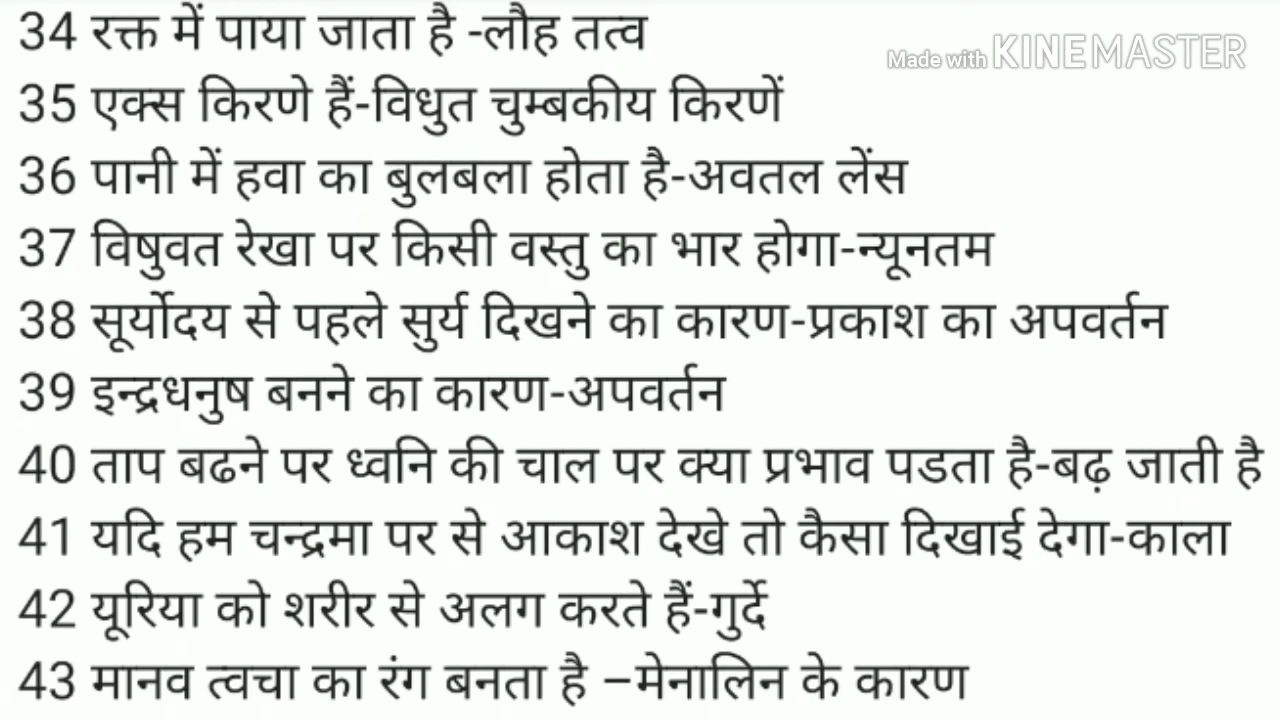 34 रक्त में पाया जाता है -लौह तत्व
Made with KINEMASTER
35 एक्स किरणे हैं-विधुत चुम्बकीय किरणें
36 पानी में हवा का बुलबला होता है-अवतल लेंस
37 विषुवत रेखा पर किसी वस्तु का भार होगा-न्यूनतम
38 सूर्योदय से पहले सुर्य दिखने का कारण-प्रकाश का अपवर्तन
39 इन्द्रधनुष बनने का कारण-अपवर्तन
40 ताप बढने पर ध्वनि की चाल पर क्या प्रभाव पडता है-बढ़ जाती है
41 यदि हम चन्द्रमा पर से आकाश देखे तो कैसा दिखाई देगा-काला
42 यूरिया को शरीर से अलग करते हैं-गुर्दे
43 मानव त्वचा का रंग बनता है –मेनालिन के कारण